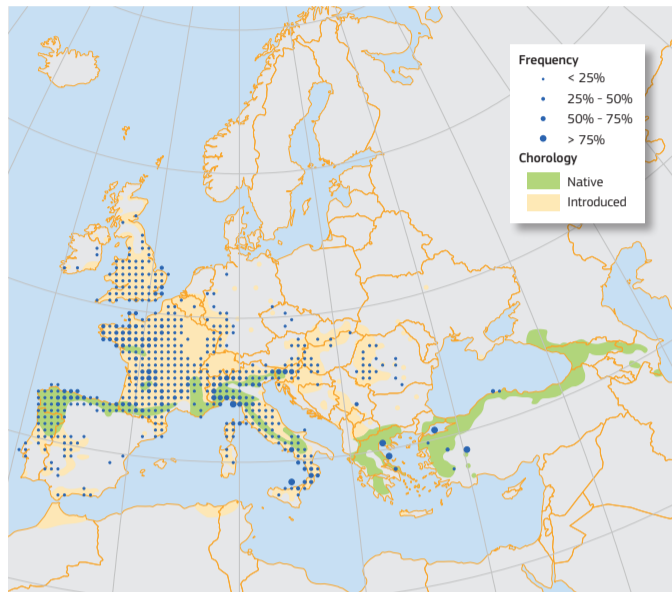 Frequency
< 25%
25% - 50%
50% - 75%
> 75%
Chorology
Native
Introduced